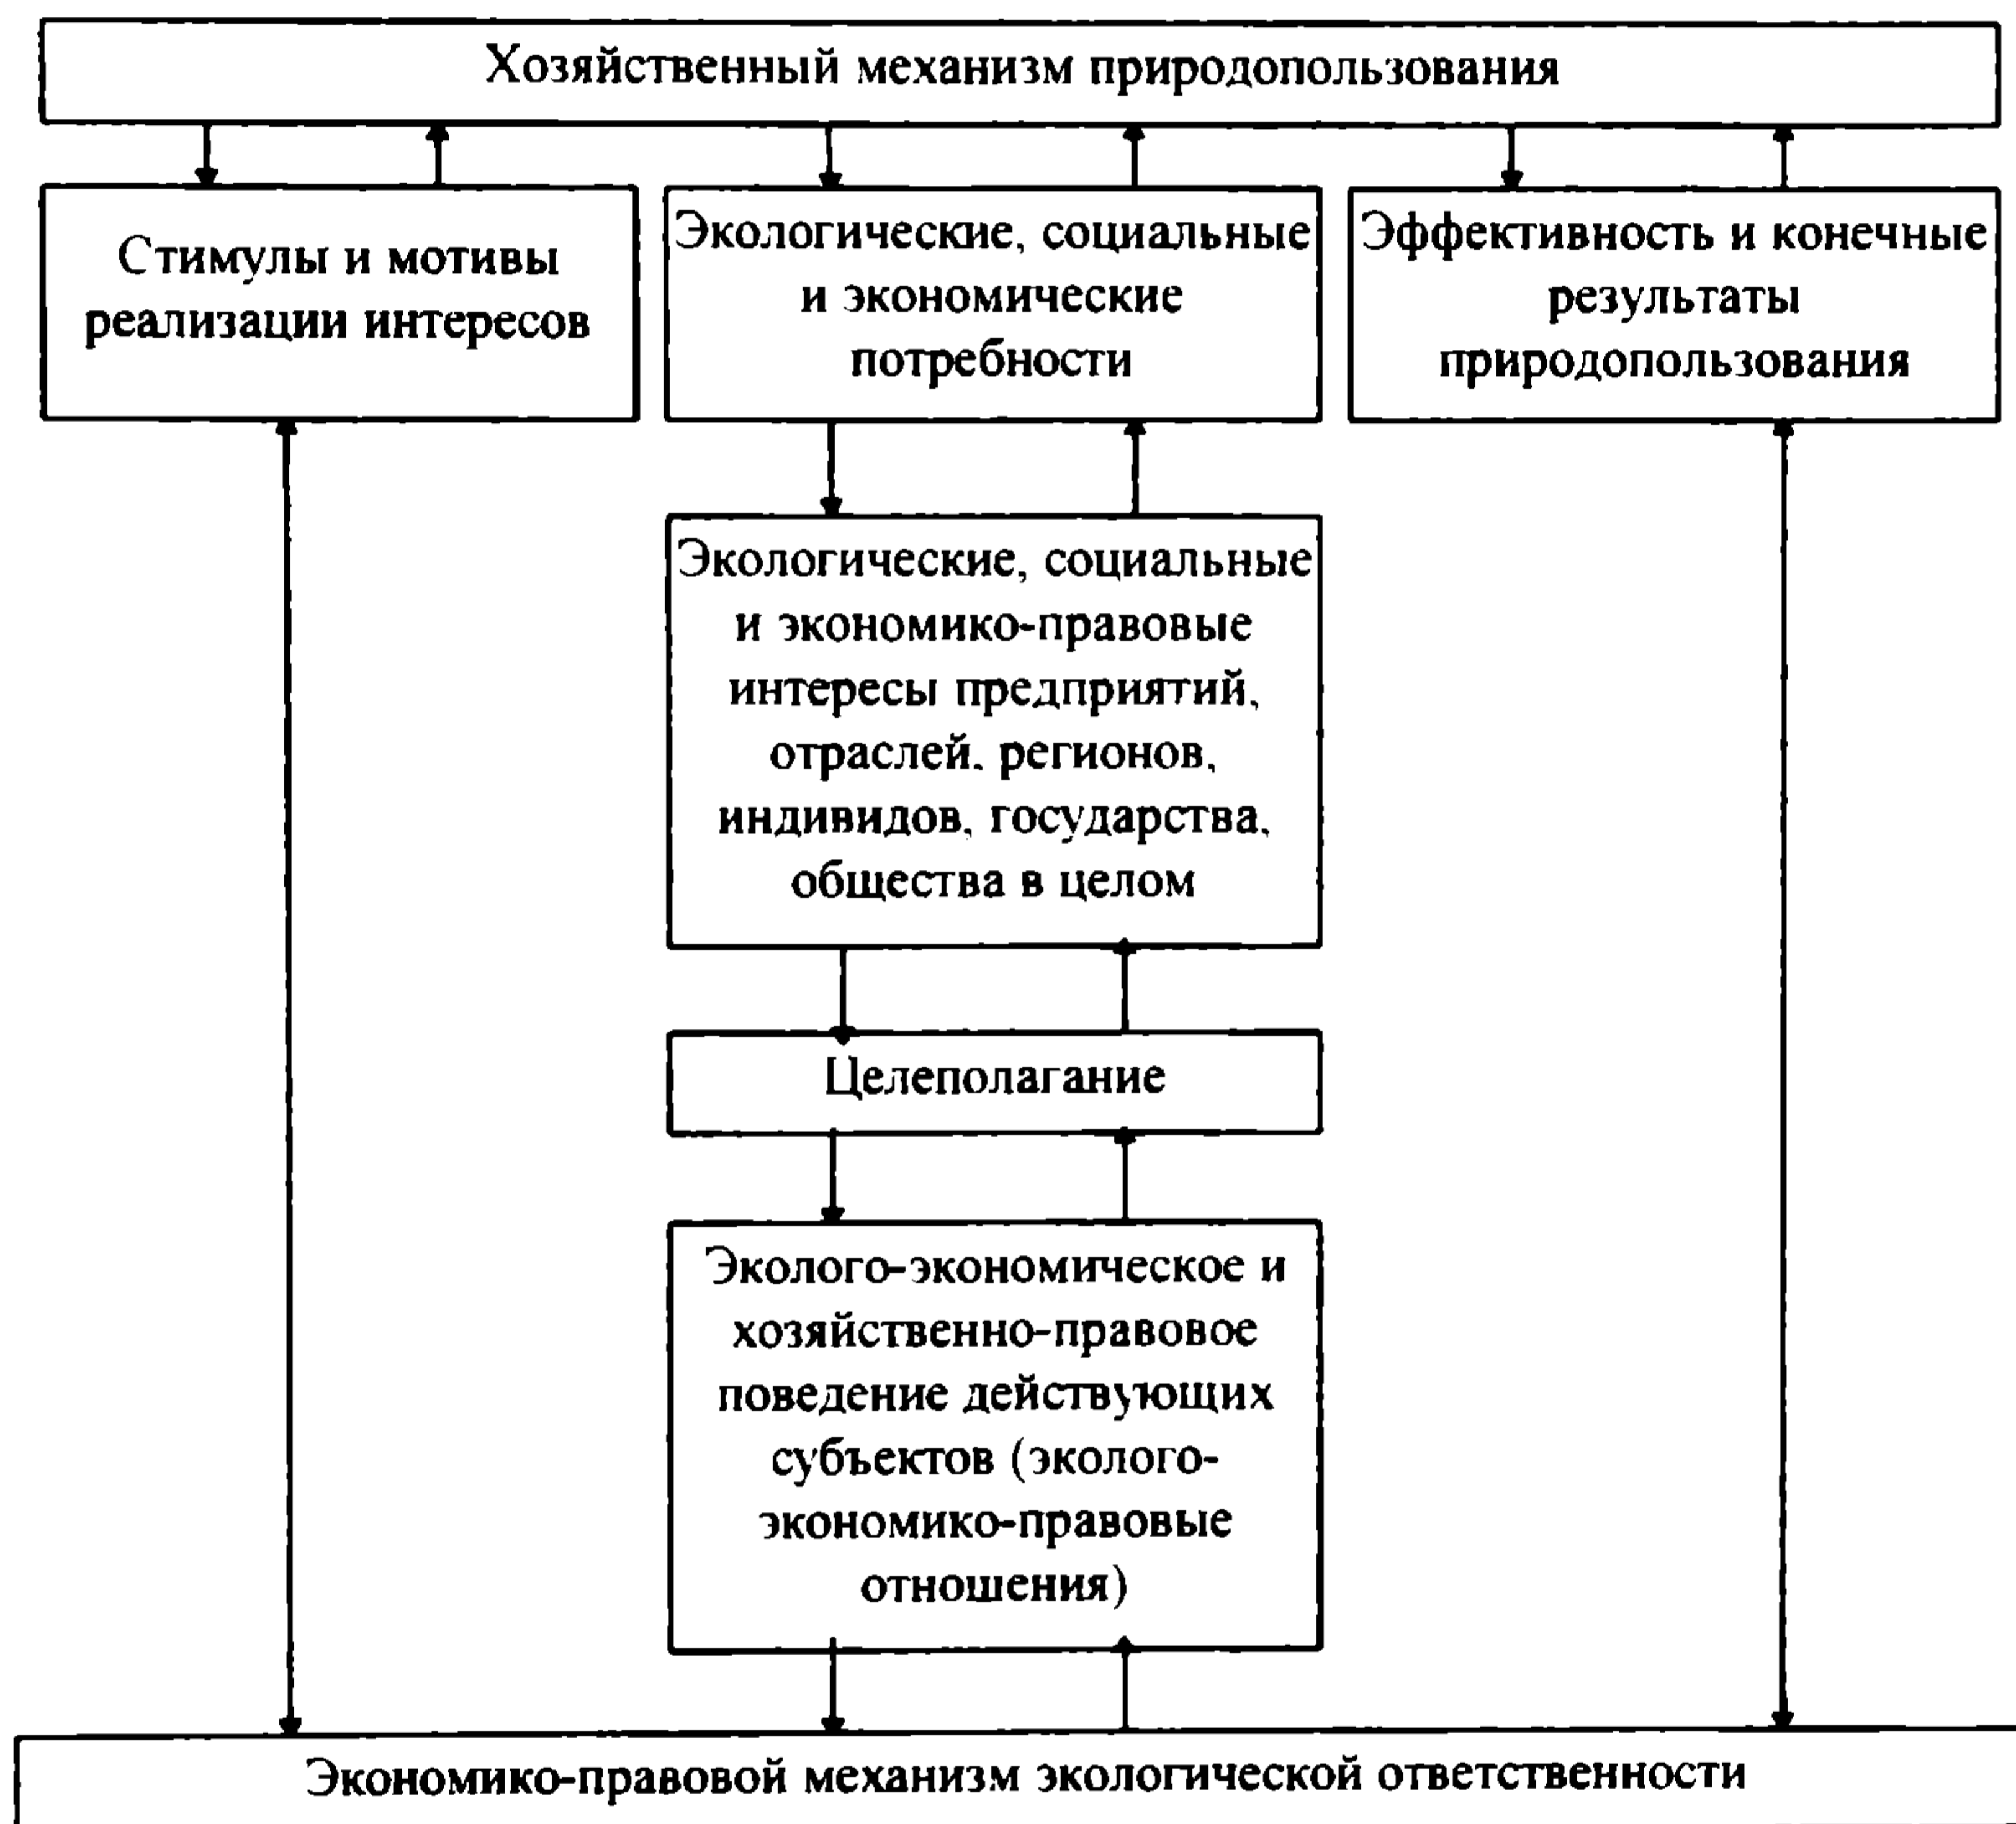 Хозяйственный механизм природопользования
Стимулы и мотивы
реализации интересов
Экологические, социальные
и экономические
потребности
Эффективность и конечные
результаты
природопользования
Экологические, социальные
и экономико-правовые
интересы предприятий,
отраслей, регионов,
индивидов, государства,
общества в целом
Целеполагание
Эколого-экономическое и
хозяйственно-правовое
поведение действующих
субъектов (эколого-
экономико-правовые
отношения)
Экономико-правовой механизм экологической ответственности